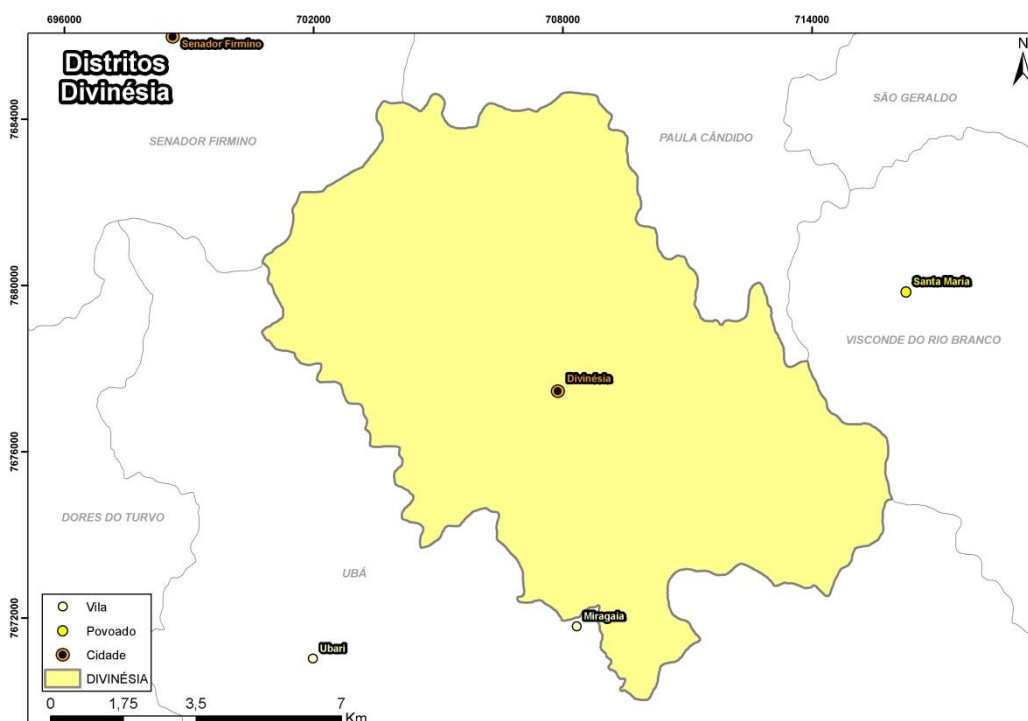 696000
702000
708000
714000
Senador Firmino
Distritos
Divinésia
N
SÃO GERALDO
7684000
SENADOR FIRMINO
PAULA CÂNDIDO
7680000
Santa Maria
VISCONDE DO RIO BRANCO
Divinésia
7676000
DORES DO TURVO
UBÁ
7672000
Miragaia
Ubari
Vila
Povoado
Cidade
DIVINÉSIA
0 1,75 3,5 7
Km